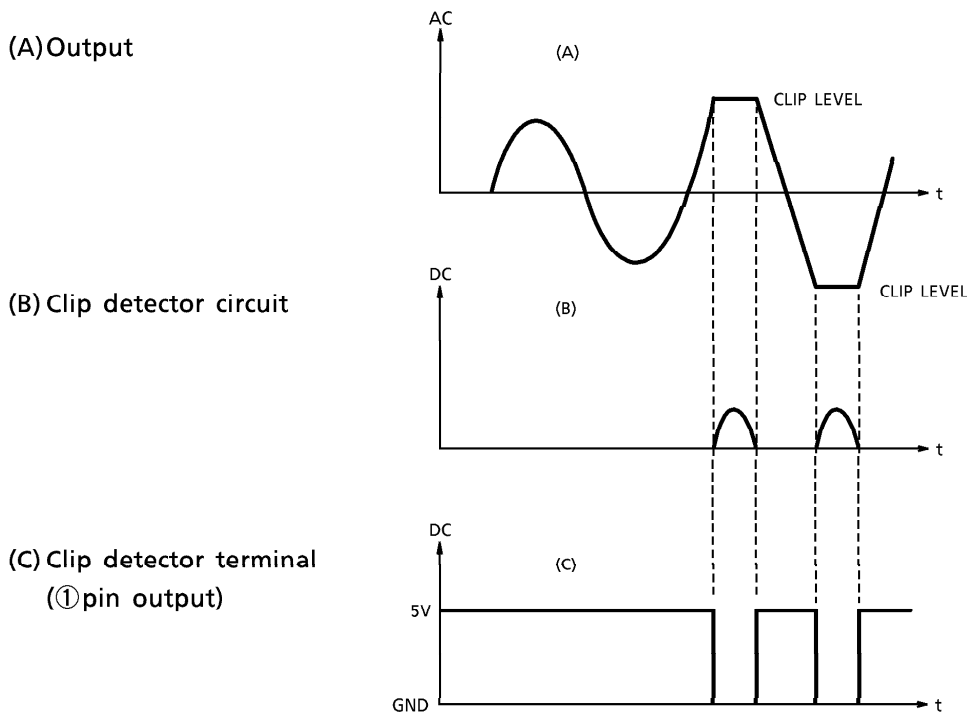 (A) Output
AC
(A)
CLIP LEVEL
t
(B) Clip detector circuit
DC
(B)
CLIP LEVEL
t
(C) Clip detector terminal
(①pin output)
DC
(C)
5V
GND
t